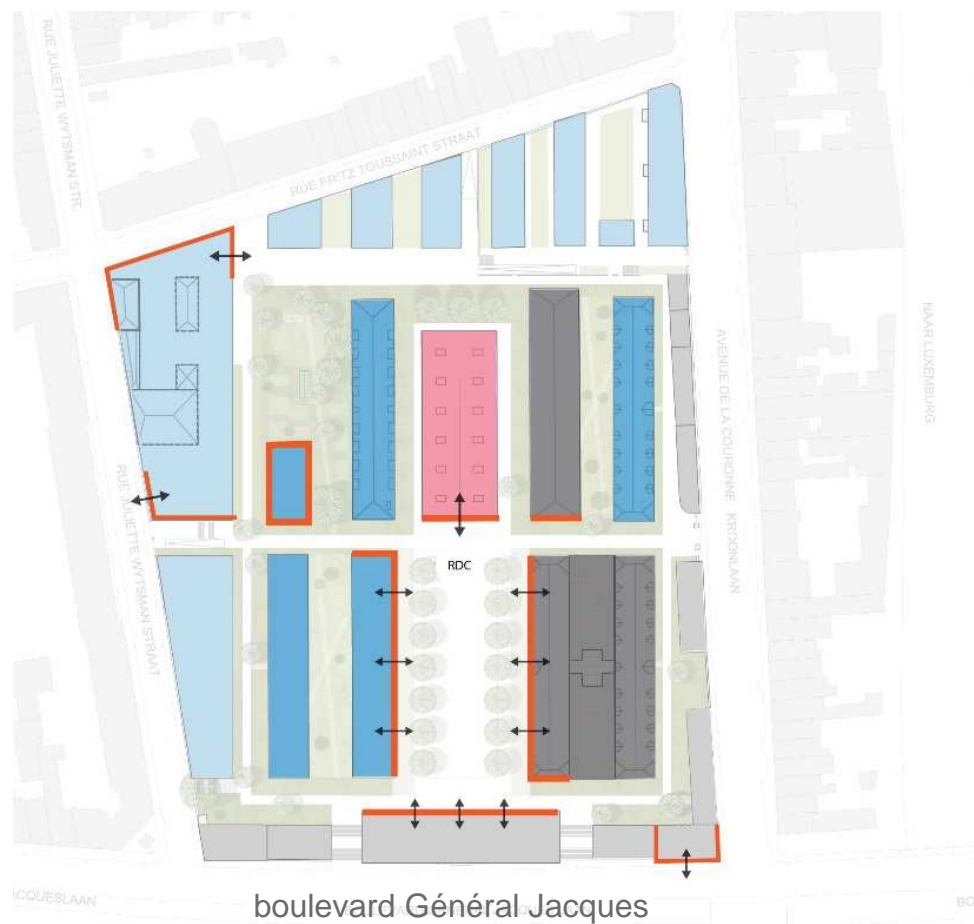 RUE JULIETTE WYTSMAN STR.
RUE FRITZ TOUSSAINT STRAAT
NAAR LUXEMBURG
AVENUE DE LA COURONNE KROONLAAN
RUE JULIETTE WYTSMAN STRAAT
RDC
JACQUESLAAN
boulevard Général Jacques